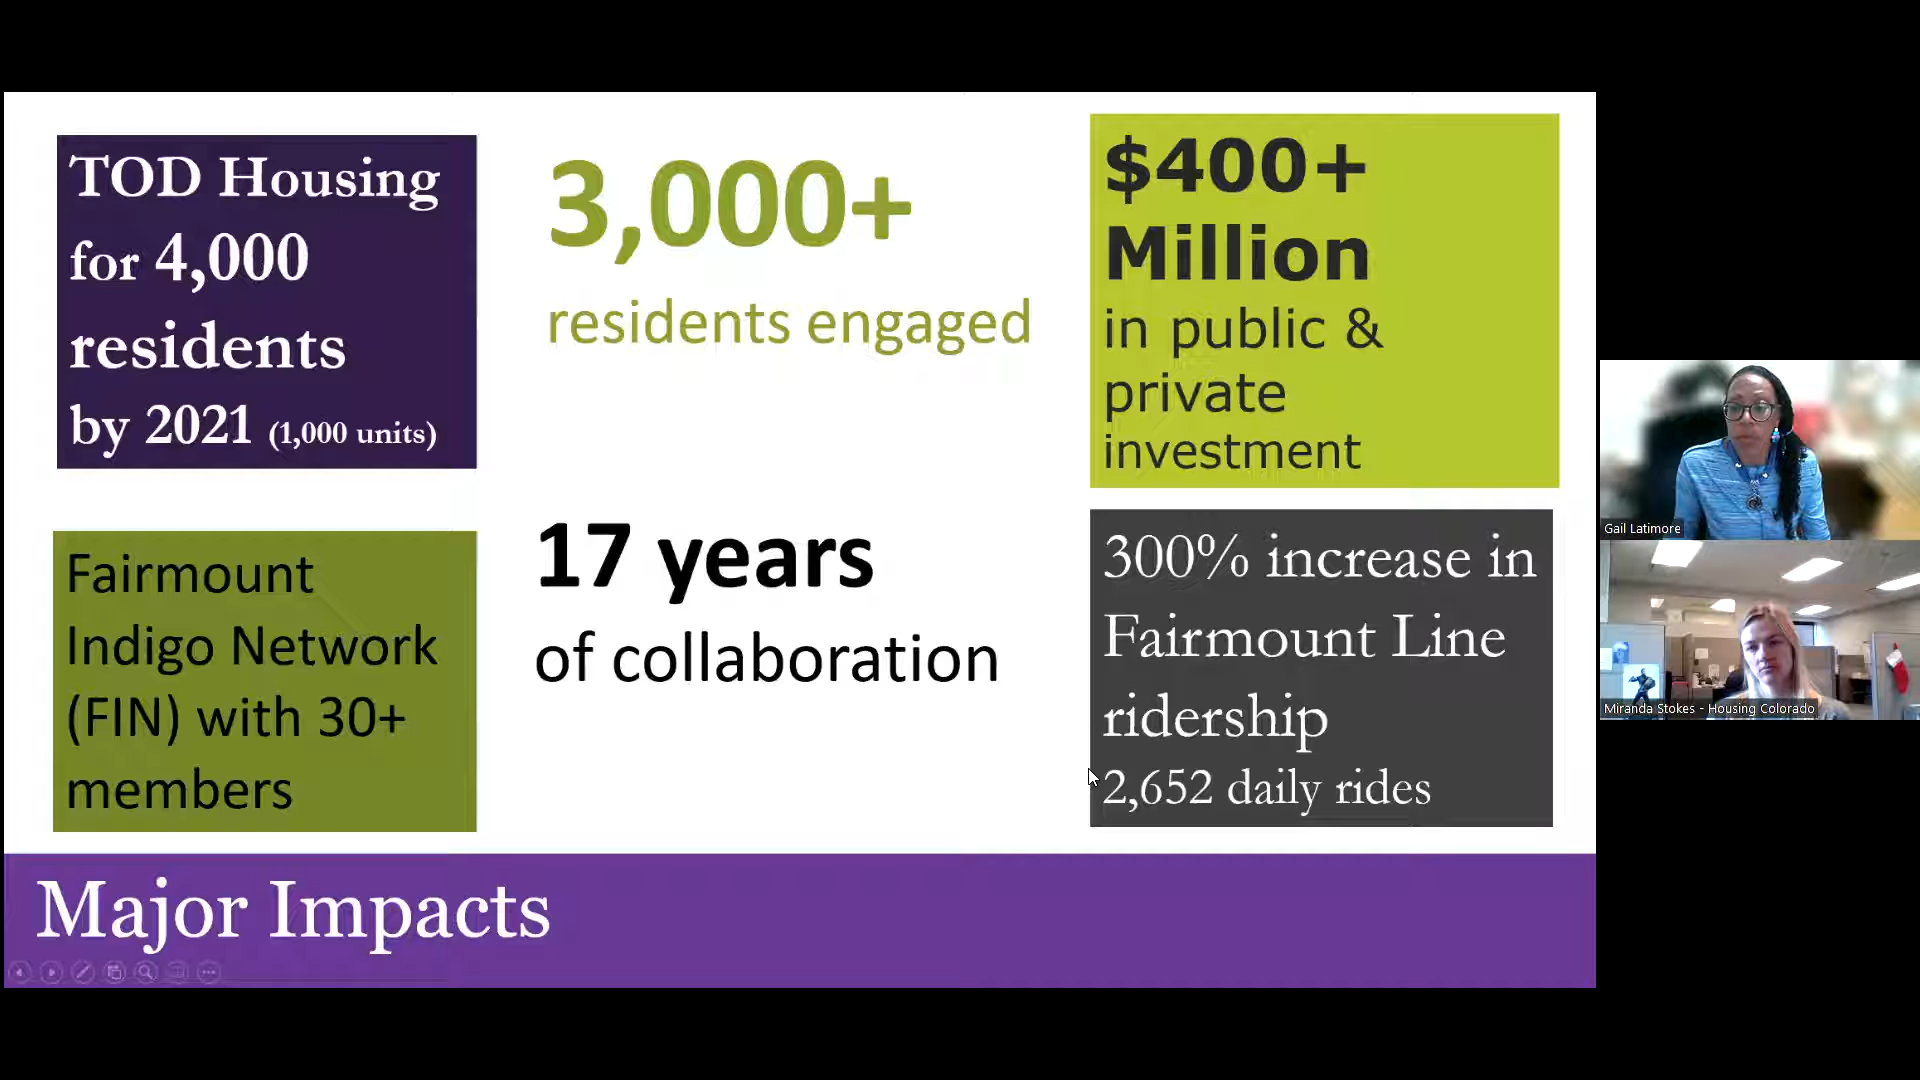 TOD Housing
for 4,000
residents
by 2021 (1,000 units)
3,000+
residents engaged
$400+
Million
in public &
private
investment
Fairmount
Indigo Network
(FIN) with 30+
members
17 years
of collaboration
300% increase in
Fairmount Line
ridership
2,652 daily rides
Major Impacts
Gail Latimore
Miranda Stokes - Housing Colorado